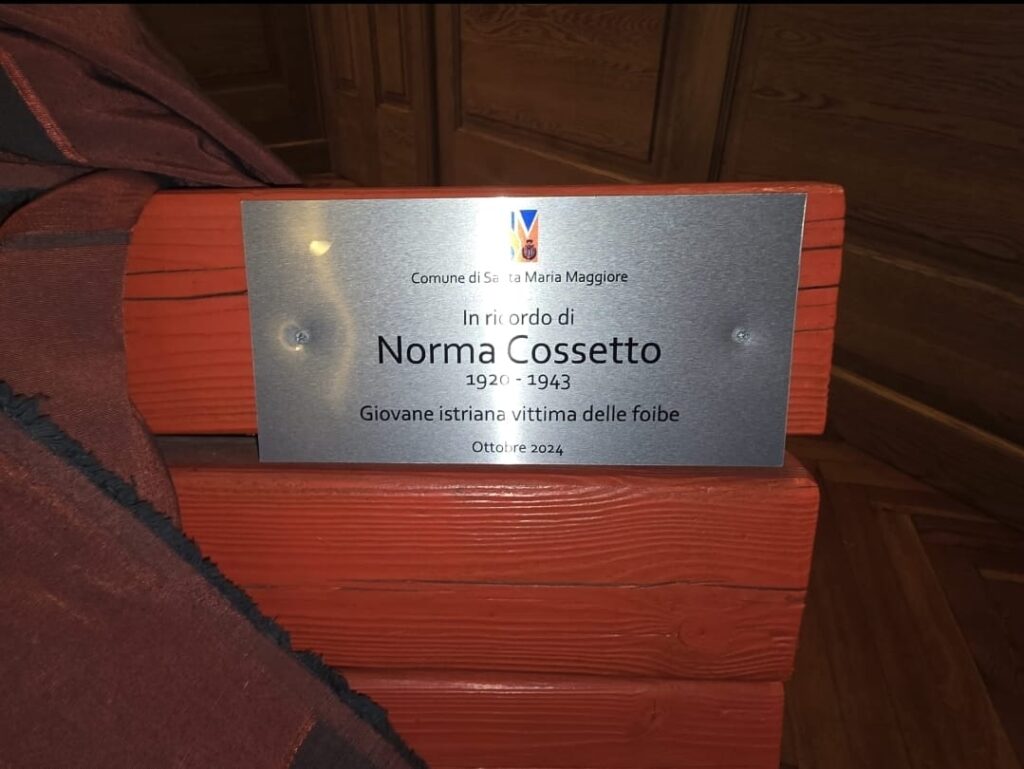 Comune di Santa Maria Maggiore
In ricordo di
Norma Cossetto
1920 - 1943
Giovane istriana vittima delle foibe
Ottobre 2024